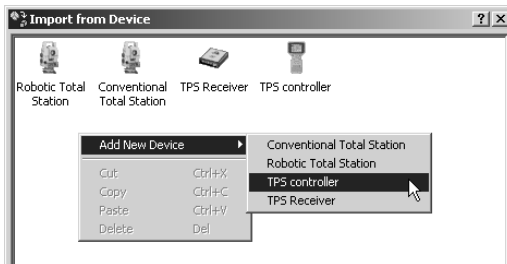 Import from Device
Robotic Total Station
Conventional Total Station
TPS Receiver
TPS controller
Add New Device
Cut Ctrl+X
Copy Ctrl+C
Paste Ctrl+V
Delete Del
Conventional Total Station
Robotic Total Station
TPS controller
TPS Receiver